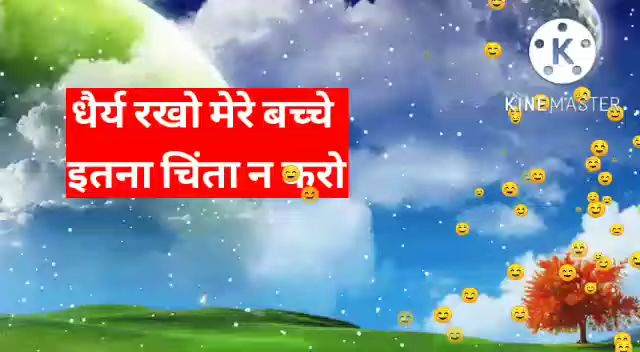 धैर्य रखो मेरे बच्चे
इतना चिंता न करो
K
KINEMASTER